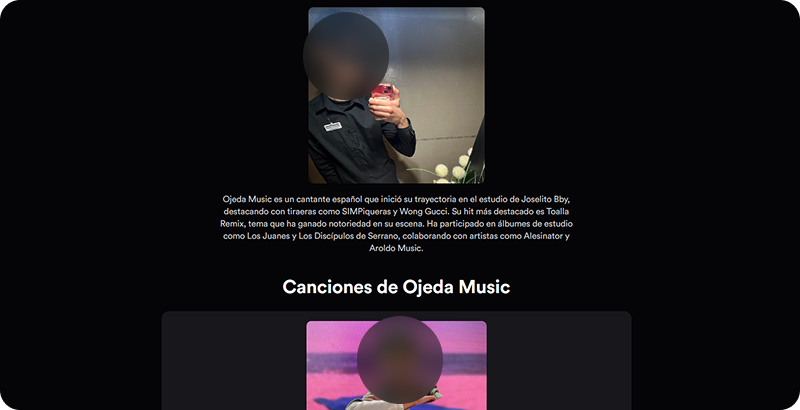 Ojeda Music es un cantante español que inició su trayectoria en el estudio de Joselito Bby,
destacando con tiraeras como SIMPiqueras y Wong Gucci. Su hit más destacado es Toalla
Remix, tema que ha ganado notoriedad en su escena. Ha participado en álbumes de estudio
como Los Juanes y Los Discípulos de Serrano, colaborando con artistas como Alesinator y
Aroldo Music.
Canciones de Ojeda Music